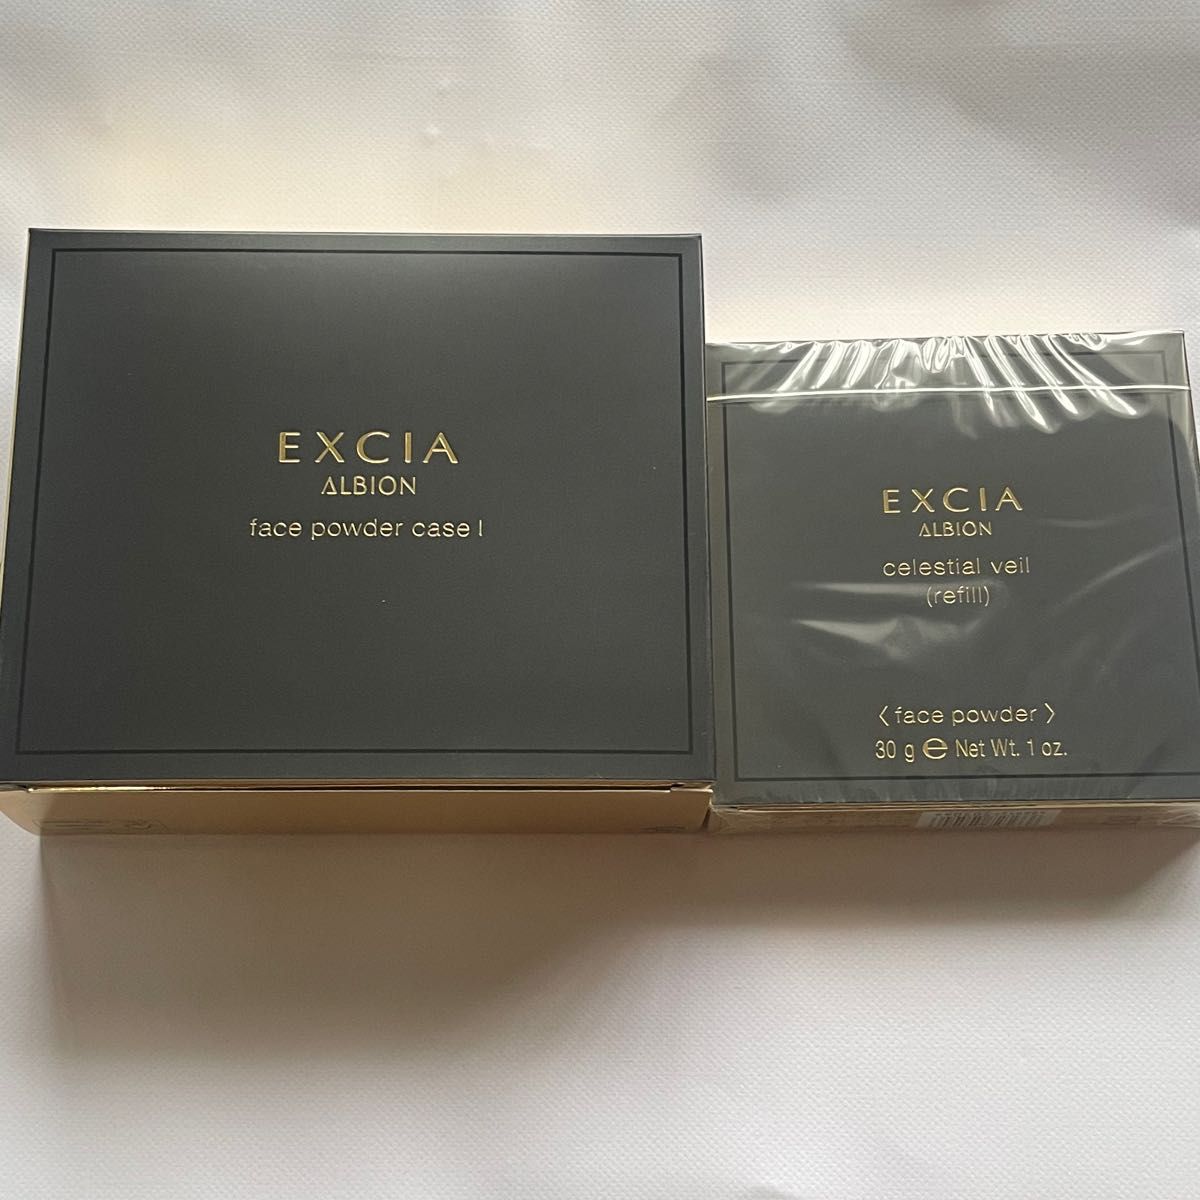 EXCIA
ALBION
face powder case I
EXCIA
ALBION
celestial veil
(refill)
〈face powder〉
30 g ℮ Net Wt. 1 oz.